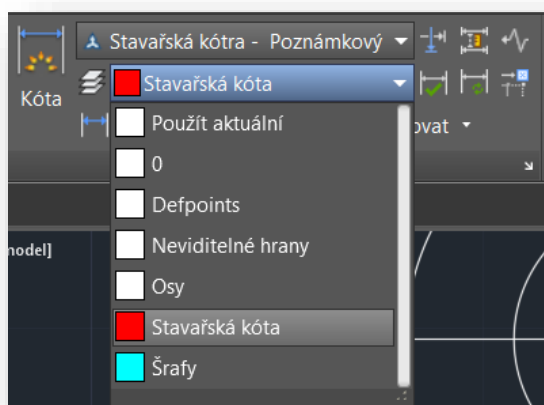 Stavařská kótra - Poznámkový
Kóta
Stavařská kóta
ovat
Použít aktuální
0
Defpoints
model]
Neviditelné hrany
Osy
Stavařská kóta
Šrafy